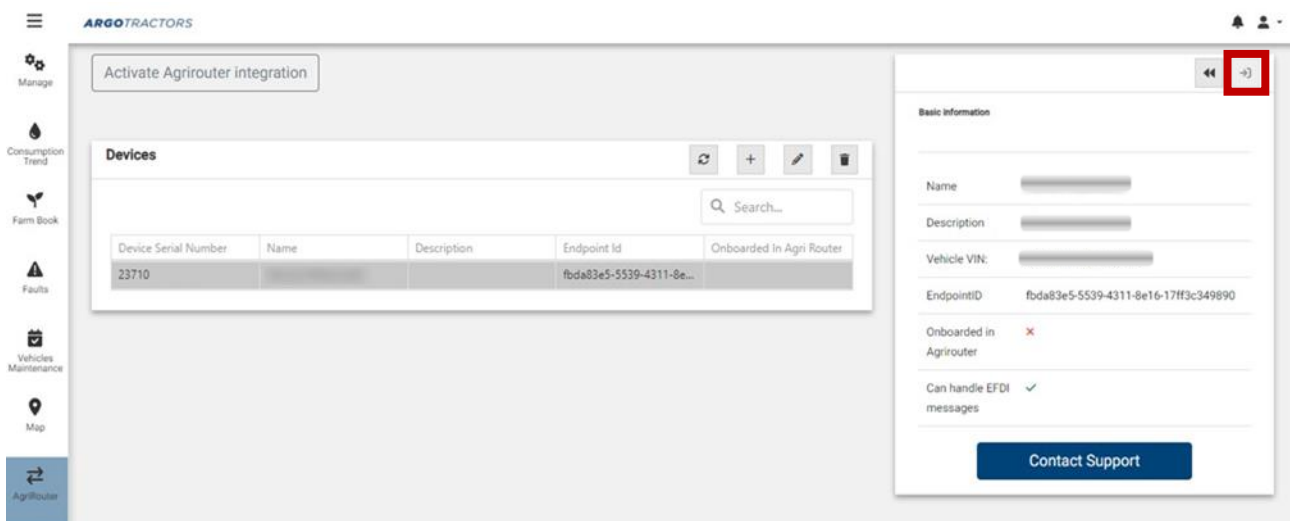 ARGOTRACTORS
Manage
Consumption
Trend
Farm Book
Faults
Vehicles
Maintenance
Map
AgriRouter
Activate Agrirouter integration
Devices
Search...
Device Serial Number Name Description Endpoint Id Onboarded In Agri Router
23710 fbda83e5-5539-4311-8e...
Basic information
Name
Description
Vehicle VIN:
EndpointID fbda83e5-5539-4311-8e16-17ff3c349890
Onboarded in
Agrirouter
Can handle EFDI
messages
Contact Support